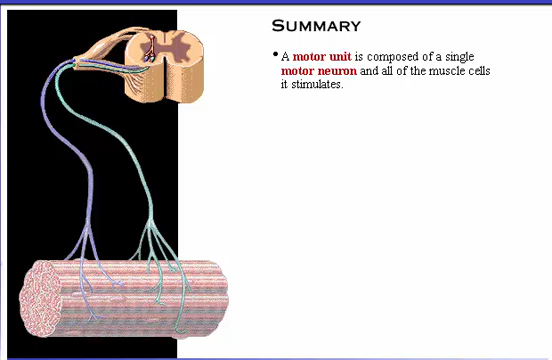 SUMMARY
• A motor unit is composed of a single
motor neuron and all of the muscle cells
it stimulates.